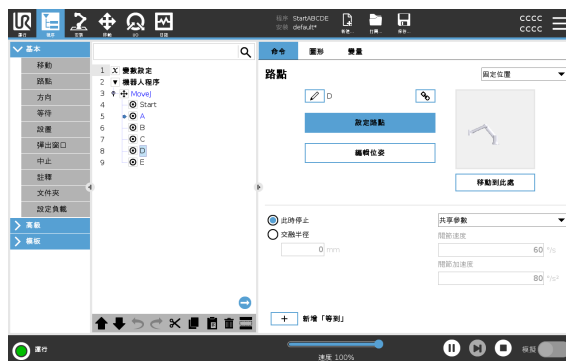 程序 StartABCDE
安裝 default*
新建... 打開... 保存...
cccc
cccc
運行 程序 安裝 移動 I/O 日誌
基本
移動
路點
方向
等待
設置
彈出窗口
中止
註釋
文件夾
設定負載
高級
模板
1 X 變數設定
2 ▼ 機器人程序
3 MoveJ
4 Start
5 A
6 B
7 C
8 D
9 E
命令 圖形 變量
路點
固定位置
D
設定路點
編輯位姿
移動到此處
此時停止
交融半徑
0 mm
共享參數
關節速度
60 °/s
關節加速度
80 °/s²
+ 新增「等到」
運行
速度 100%
模擬